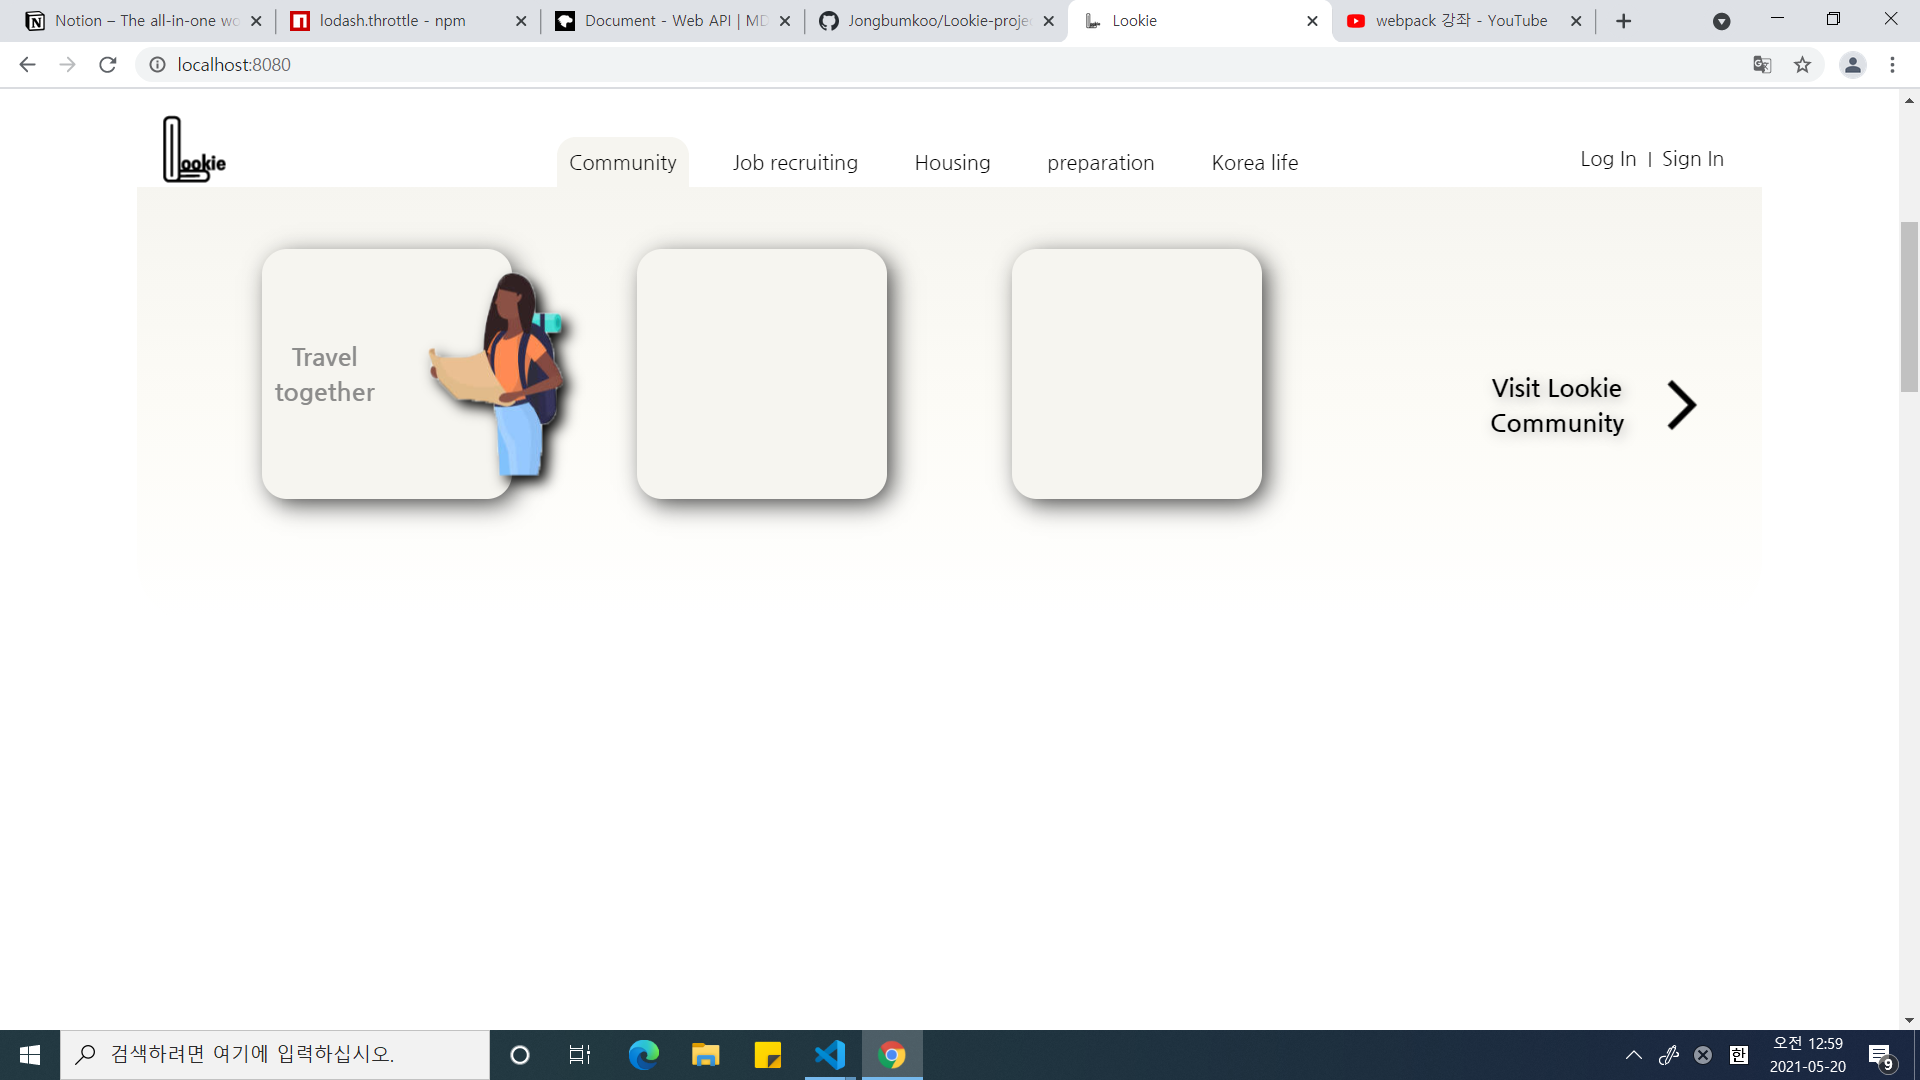 Notion – The all-in-one wo
lodash.throttle - npm
Document - Web API | MD
Jongbumkoo/Lookie-proje
Lookie
webpack 강좌 - YouTube
localhost:8080
Lookie
Community
Job recruiting
Housing
preparation
Korea life
Log In | Sign In
Travel
together
Visit Lookie
Community
검색하려면 여기에 입력하십시오.
한
오전 12:59
2021-05-20
9